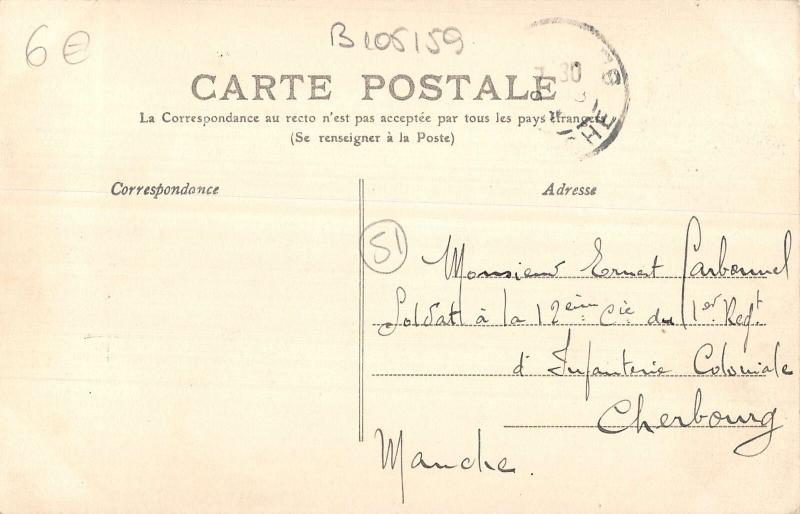 6€
B105159
CARTE POSTALE
La Correspondance au recto n'est pas acceptée par tous les pays étrangers
(Se renseigner à la Poste)
Correspondance
Adresse
51
Monsieur Ernest Carbonnel
Soldat à la 12ème Cie du 1er Regt
d'Infanterie Coloniale
Cherbourg
Manche.